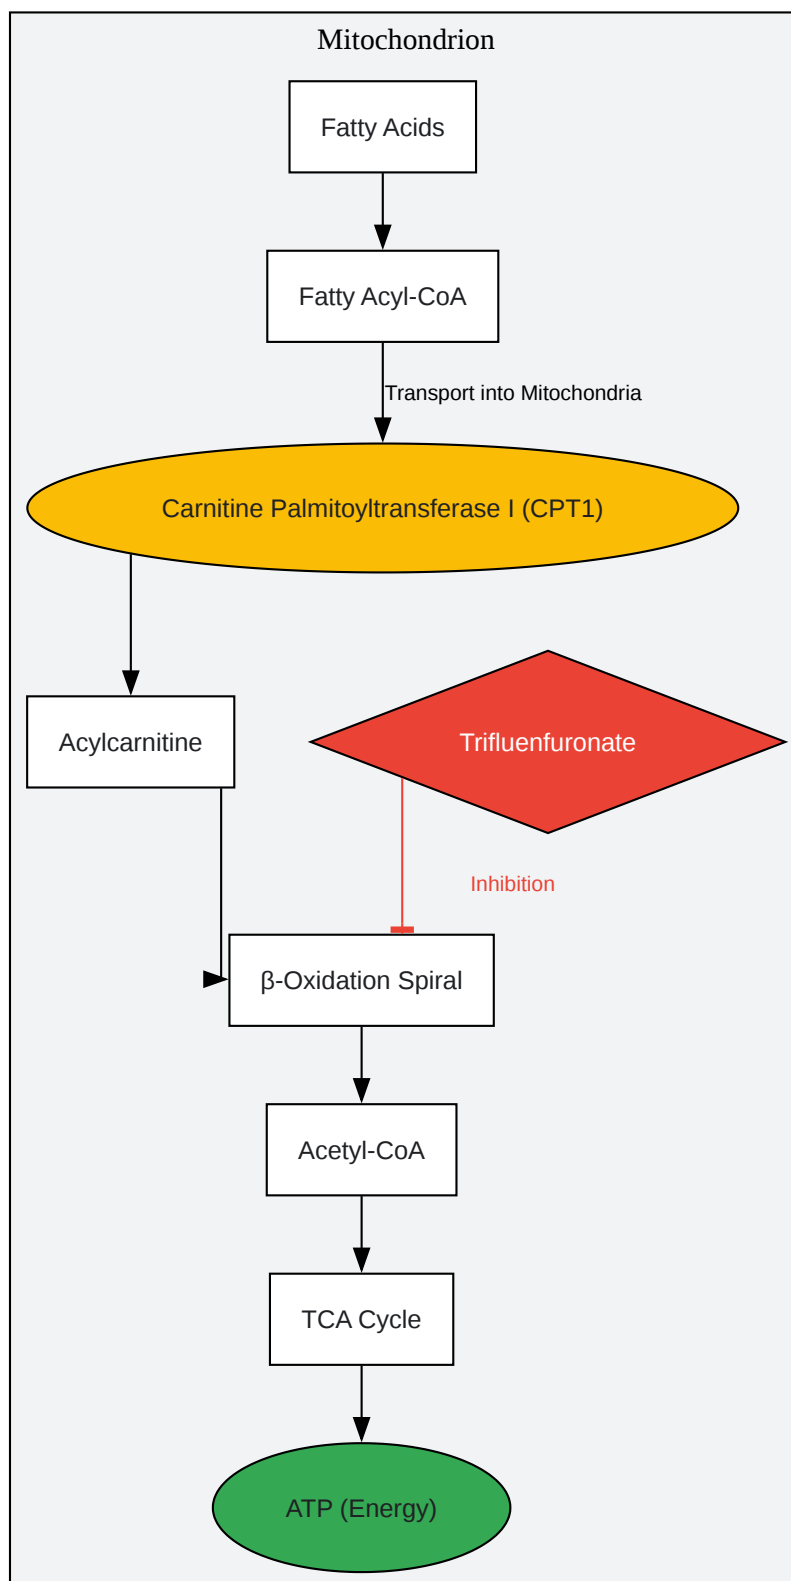 Mitochondrion
Fatty Acids
Fatty Acyl-CoA
Transport into Mitochondria
Carnitine Palmitoyltransferase I (CPT1)
Acylcarnitine
Trifluenfuronate
Inhibition
β-Oxidation Spiral
Acetyl-CoA
TCA Cycle
ATP (Energy)